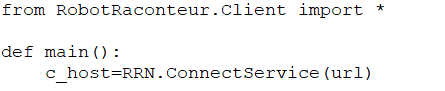 from RobotRaconteur.Client import *
def main():
    c_host=RRN.ConnectService(url)